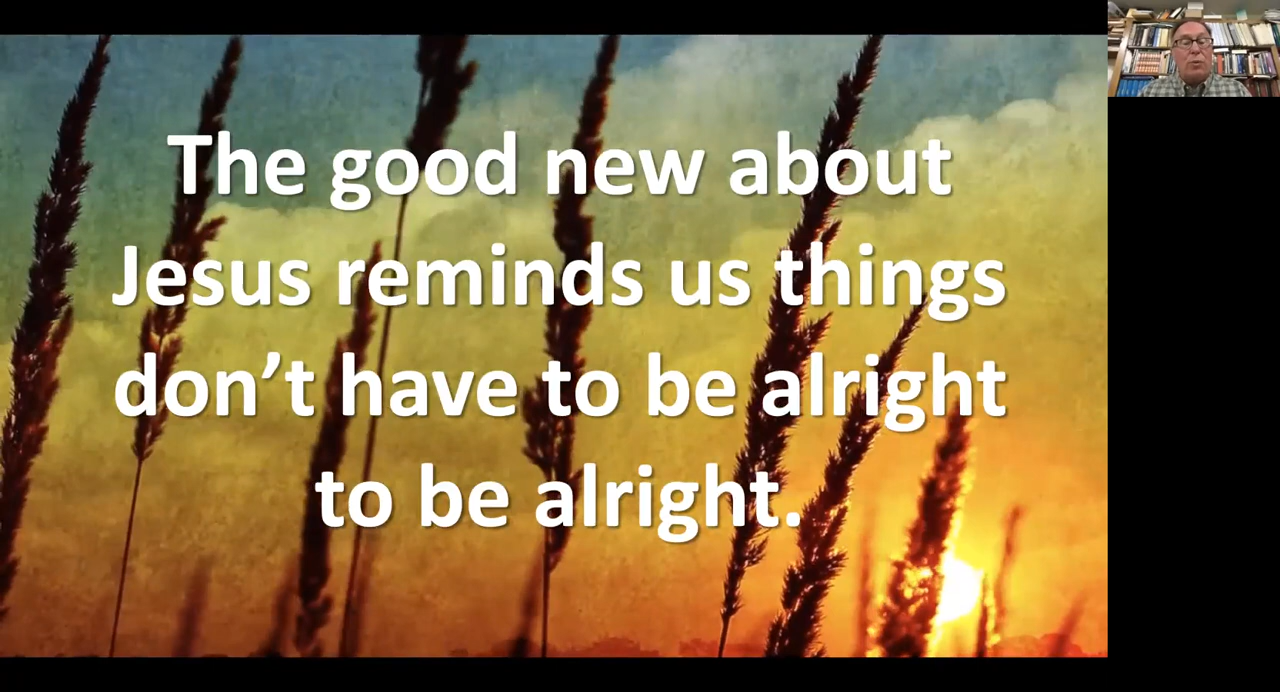 The good new about
Jesus reminds us things
don’t have to be alright
to be alright.